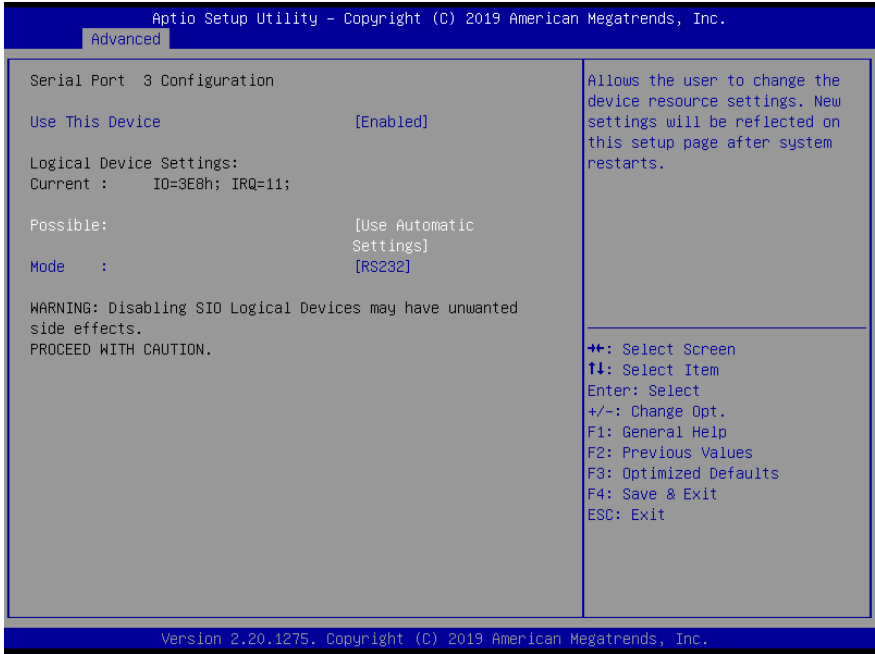 Aptio Setup Utility – Copyright (C) 2019 American Megatrends, Inc.
Advanced
Serial Port  3 Configuration
Use This Device [Enabled]
Logical Device Settings:
Current : IO=3E8h; IRQ=11;
Possible: [Use Automatic
Settings]
Mode : [RS232]
WARNING: Disabling SIO Logical Devices may have unwanted
side effects.
PROCEED WITH CAUTION.
Allows the user to change the
device resource settings. New
settings will be reflected on
this setup page after system
restarts.
→←: Select Screen
↑↓: Select Item
Enter: Select
+/-: Change Opt.
F1: General Help
F2: Previous Values
F3: Optimized Defaults
F4: Save & Exit
ESC: Exit
Version 2.20.1275. Copyright (C) 2019 American Megatrends, Inc.